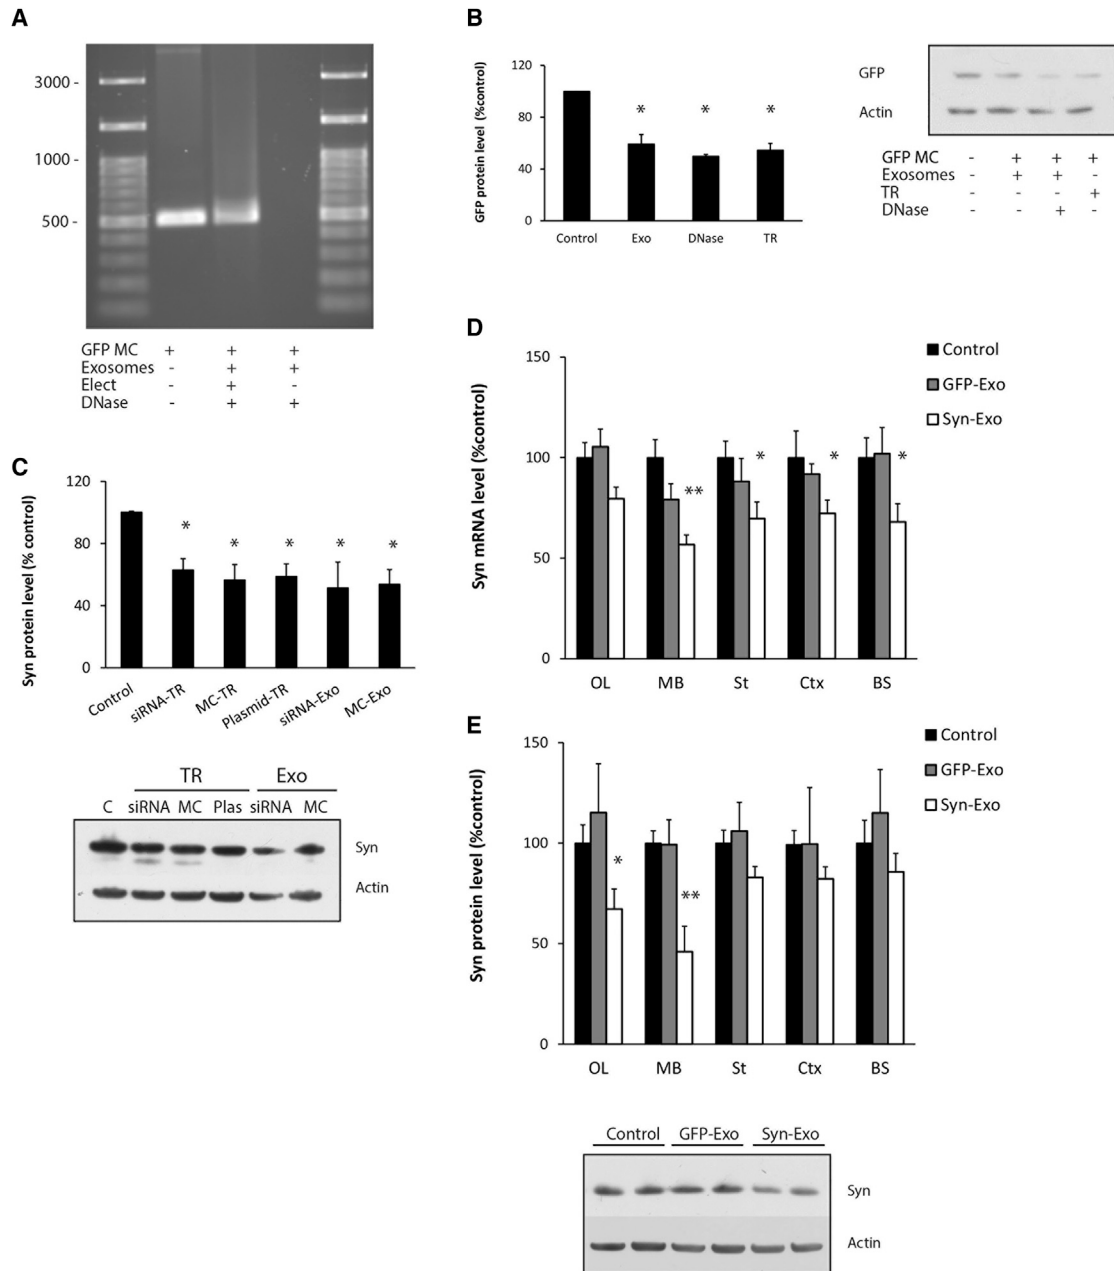 A
3000 -
1000 -
500 -
GFP MC + + +
Exosomes - + +
Elect - + -
DNase - + +
B
GFP protein level (%control)
120
80
40
0
Control Exo DNase TR
* * *
GFP
Actin
GFP MC - + + +
Exosomes - + + -
TR - - - +
DNase - - + -
C
Syn protein level (% control)
120
80
40
0
* * * * *
Control siRNA-TR MC-TR Plasmid-TR siRNA-Exo MC-Exo
TR Exo
C siRNA MC Plas siRNA MC
Syn
Actin
D
Syn mRNA level (%control)
150
100
50
0
** * * *
OL MB St Ctx BS
Control
GFP-Exo
Syn-Exo
E
Syn protein level (%control)
150
100
50
0
* **
OL MB St Ctx BS
Control
GFP-Exo
Syn-Exo
Control GFP-Exo Syn-Exo
Syn
Actin